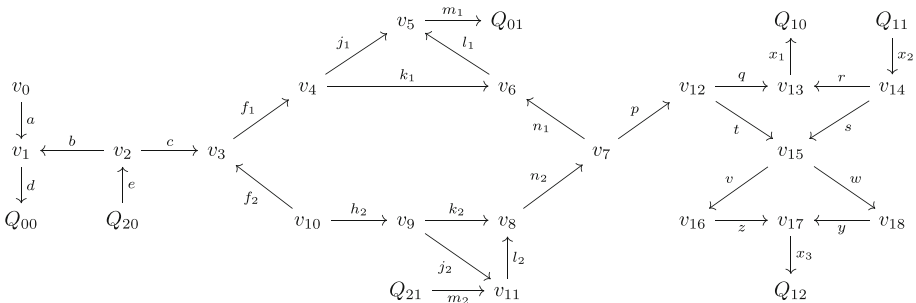 v₅ m₁ Q₀₁ Q₁₀ Q₁₁
j₁ l₁ x₁ x₂
v₀ v₄ k₁ v₆ v₁₂ q v₁₃ r v₁₄
a f₁ n₁ p t s
v₁ b v₂ c v₃ v₇ v₁₅
d e f₂ n₂ v w
Q₀₀ Q₂₀ v₁₀ h₂ v₉ k₂ v₈ v₁₆ z v₁₇ y v₁₈
j₂ l₂ x₃
Q₂₁ m₂ v₁₁ Q₁₂